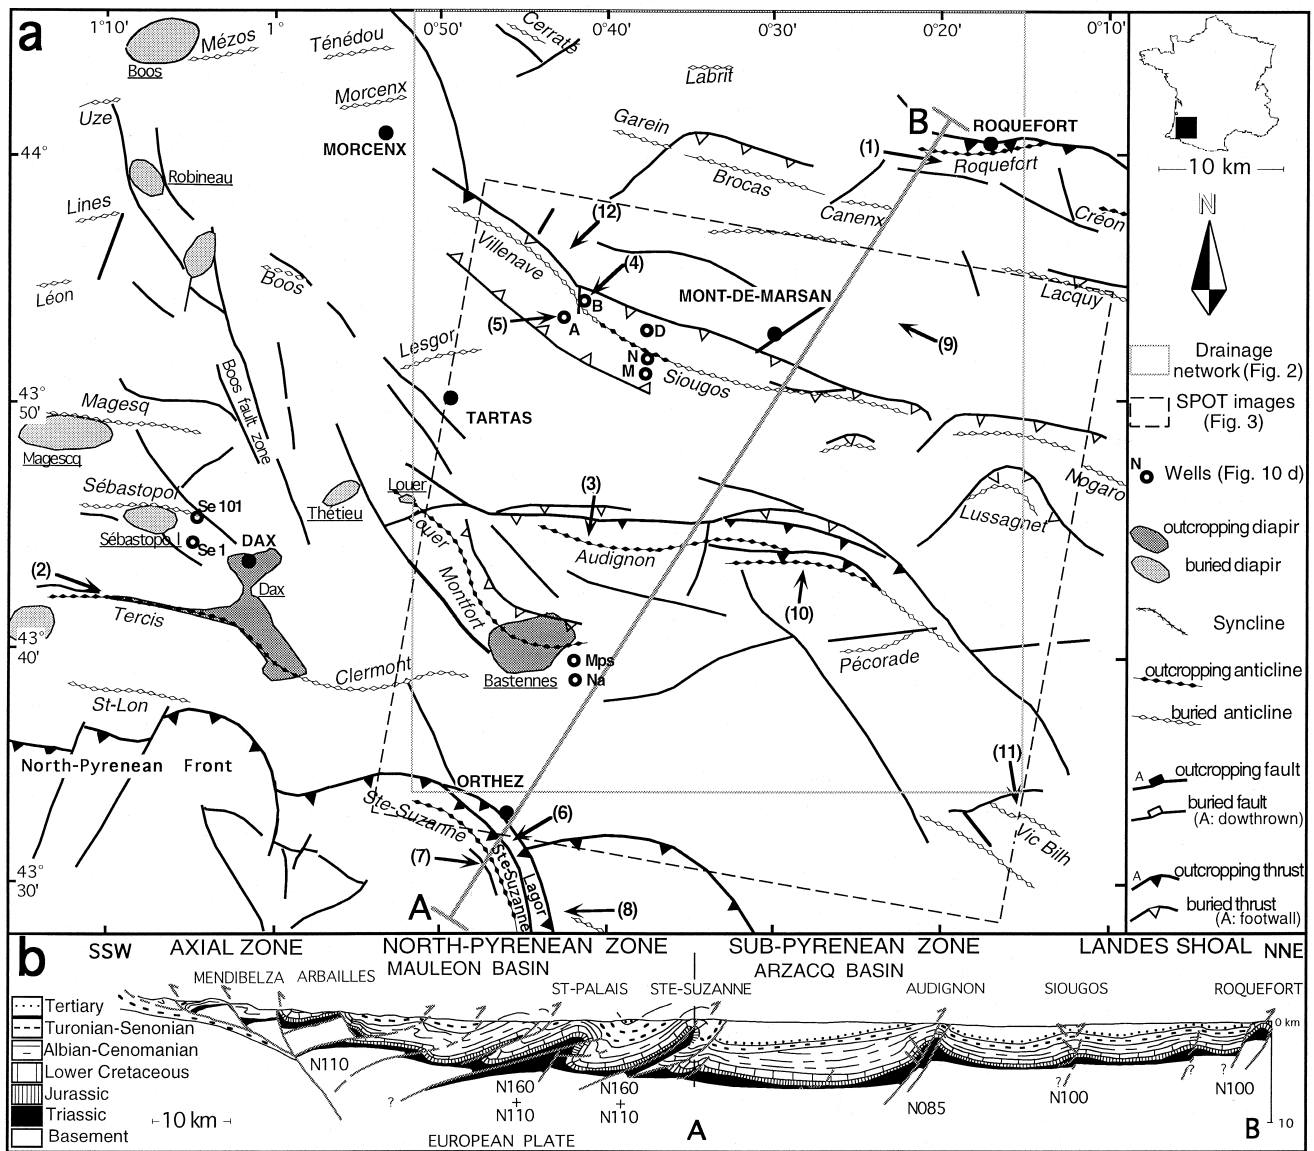 a
1°10'
1°
0°50'
0°40'
0°30'
0°20'
0°10'
Boos
Mézos
Ténédou
Cerrate
Labrit
Uze
Morcenx
MORCENX
Garein
B
ROQUEFORT
(1)
Roquefort
10 km
44°
Robineau
Brocas
Lines
Canenx
Créon
N
(12)
Villenave
Léon
Boos
(4)
B
MONT-DE-MARSAN
Lacquy
(5)
A
D
(9)
Lesgor
N
M
Siougos
Boos fault zone
Drainage
network (Fig. 2)
43°
50'
Magesq
TARTAS
SPOT images
(Fig. 3)
Magescq
N
Wells (Fig. 10 d)
Sébastopol
Se 101
Louer
(3)
Nogaro
Thétieu
Louer
Lussagnet
Sébastopo l
Se 1
DAX
Audignon
outcropping diapir
buried diapir
(2)
Dax
Montfort
(10)
Tercis
Syncline
43°
40'
Clermont
Mps
Pécorade
outcropping anticline
Bastennes
Na
St-Lon
buried anticline
North-Pyrenean Front
ORTHEZ
(11)
A
outcropping fault
Ste-Suzanne
(6)
buried fault
(A: dowthrown)
Vic Bilh
(7)
Ste-Suzanne
Lagor
43°
30'
A
outcropping thrust
A
(8)
buried thrust
(A: footwall)
b
SSW
AXIAL ZONE
NORTH-PYRENEAN ZONE
SUB-PYRENEAN ZONE
LANDES SHOAL
NNE
MAULEON BASIN
ARZACQ BASIN
MENDIBELZA
ARBAILLES
ST-PALAIS
STE-SUZANNE
AUDIGNON
SIOUGOS
ROQUEFORT
Tertiary
0 km
Turonian-Senonian
Albian-Cenomanian
Lower Cretaceous
N110
Jurassic
N160
+
N110
N160
+
N110
?
?
?
N100
N100
Triassic
?
N085
Basement
10 km
10
EUROPEAN PLATE
A
B